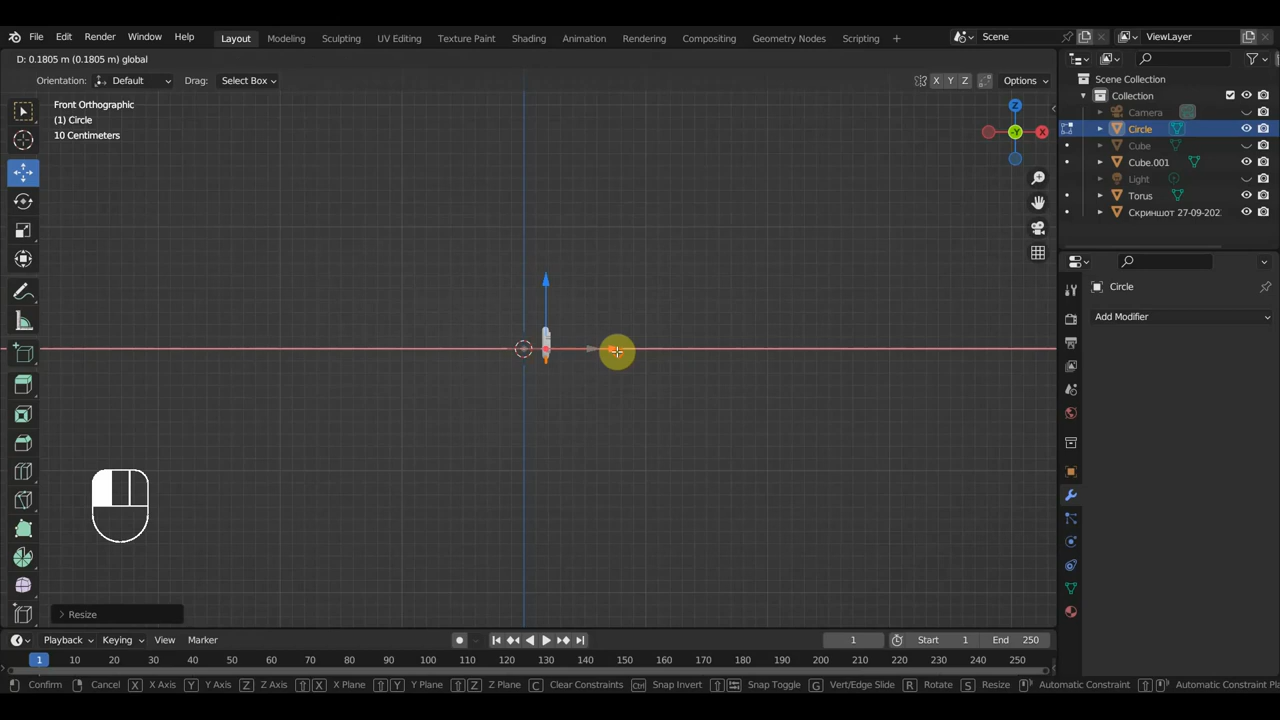 File Edit Render Window Help Layout Modeling Sculpting UV Editing Texture Paint Shading Animation Rendering Compositing Geometry Nodes Scripting + Scene ViewLayer
D: 0.1805 m (0.1805 m) global
Orientation: Default Drag: Select Box X Y Z Options
Front Orthographic
(1) Circle
10 Centimeters
Z
X
-Y
Scene Collection
Collection
Camera
Circle
Cube
Cube.001
Light
Torus
Скриншот 27-09-202
Circle
Add Modifier
> Resize
Playback Keying View Marker 1 Start 1 End 250
1 10 20 30 40 50 60 70 80 90 100 110 120 130 140 150 160 170 180 190 200 210 220 230 240 250
Confirm Cancel X X Axis Y Y Axis Z Z Axis X X Plane Y Y Plane Z Z Plane C Clear Constraints Ctrl Snap Invert Snap Toggle G Vert/Edge Slide R Rotate S Resize Automatic Constraint Automatic Constraint Plane